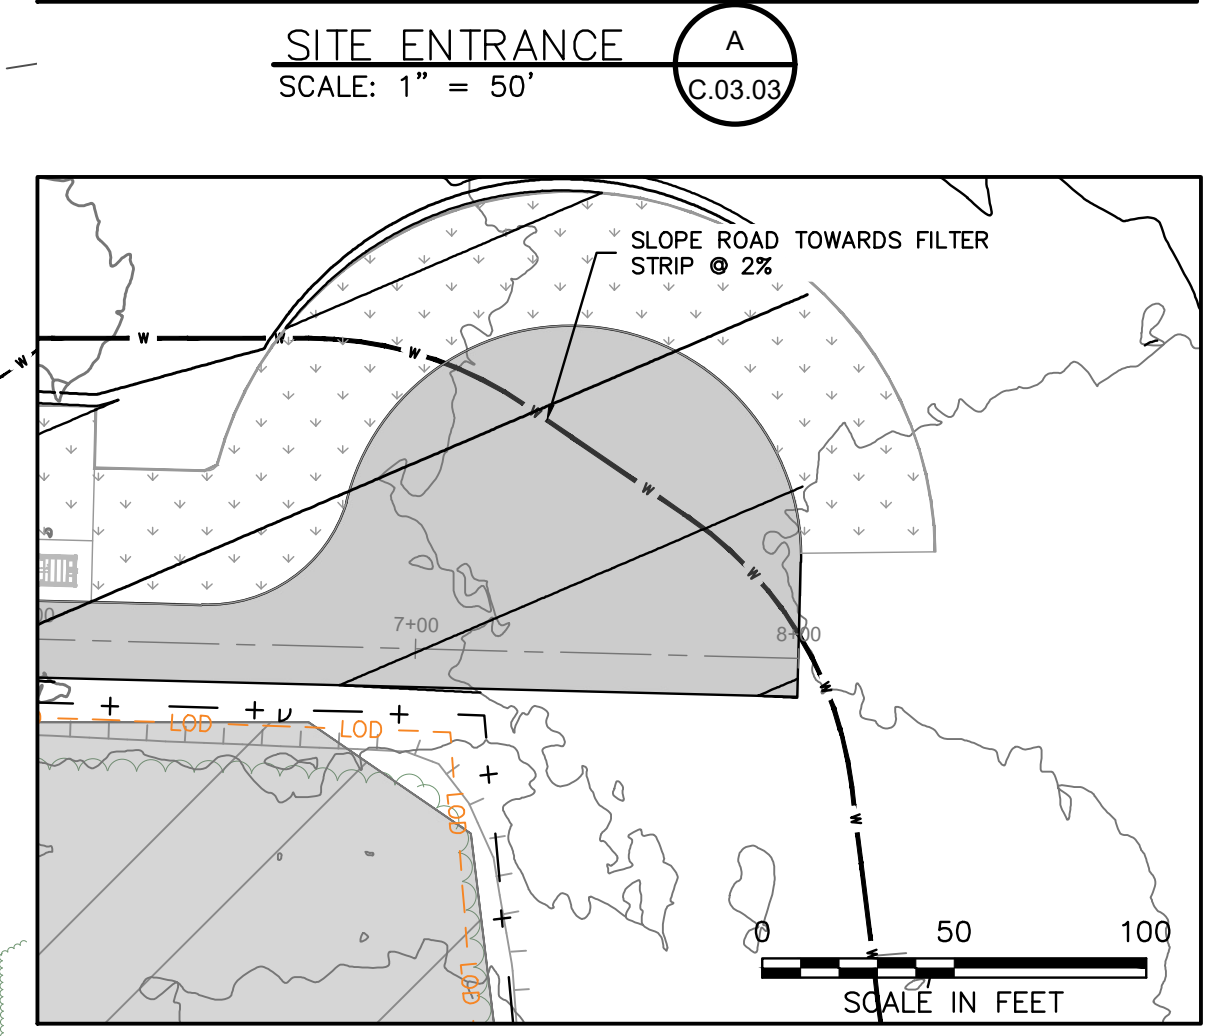 SITE ENTRANCE
A
SCALE: 1" = 50'
C.03.03
SLOPE ROAD TOWARDS FILTER
STRIP @ 2%
W
W
W
W
W
W
W
00
7+00
8+00
W
LOD
LOD
LOD
W
0 50 100
W
LOD
SCALE IN FEET